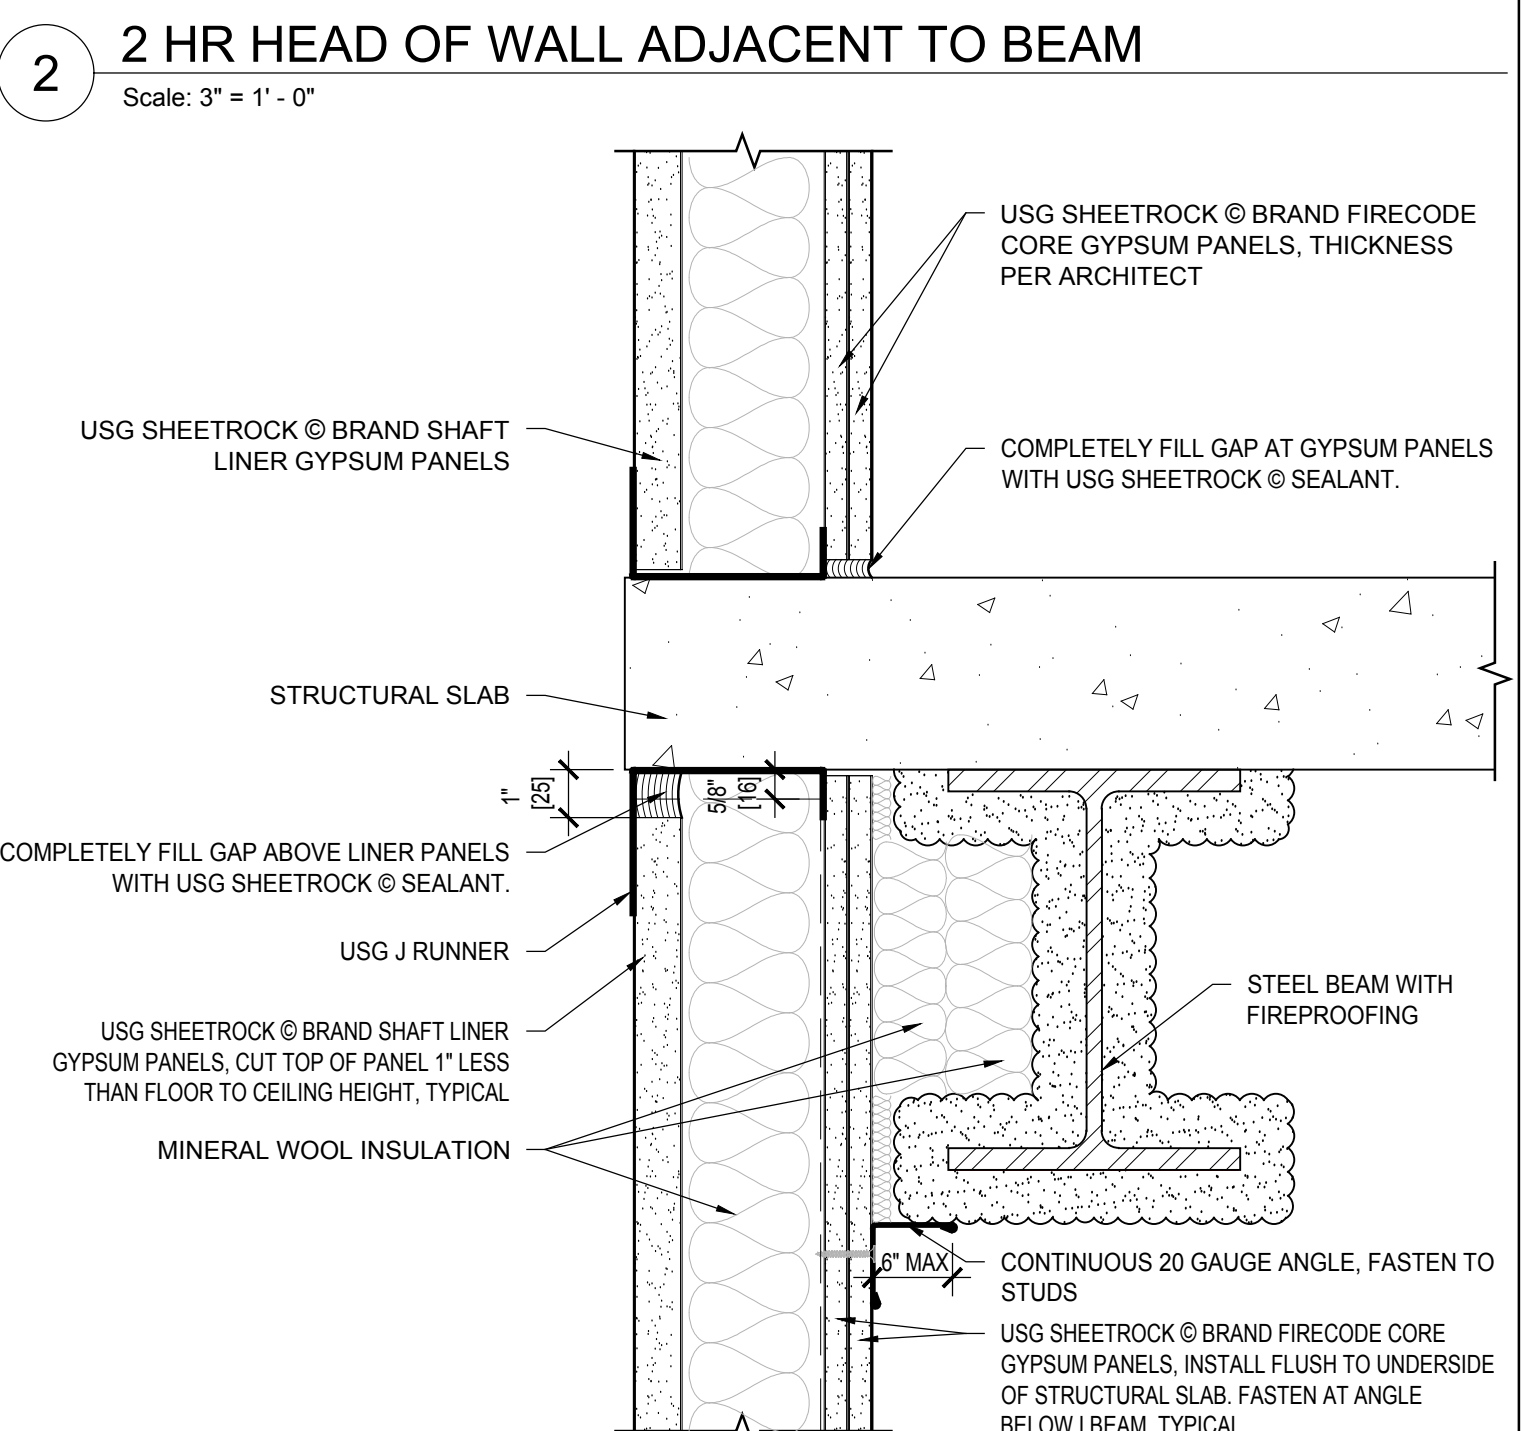 2
2 HR HEAD OF WALL ADJACENT TO BEAM
Scale: 3" = 1' - 0"
USG SHEETROCK © BRAND FIRECODE
CORE GYPSUM PANELS, THICKNESS
PER ARCHITECT
USG SHEETROCK © BRAND SHAFT
LINER GYPSUM PANELS
COMPLETELY FILL GAP AT GYPSUM PANELS
WITH USG SHEETROCK © SEALANT.
STRUCTURAL SLAB
1"
[25]
5/8"
[16]
COMPLETELY FILL GAP ABOVE LINER PANELS
WITH USG SHEETROCK © SEALANT.
USG J RUNNER
STEEL BEAM WITH
FIREPROOFING
USG SHEETROCK © BRAND SHAFT LINER
GYPSUM PANELS, CUT TOP OF PANEL 1" LESS
THAN FLOOR TO CEILING HEIGHT, TYPICAL
MINERAL WOOL INSULATION
6" MAX
CONTINUOUS 20 GAUGE ANGLE, FASTEN TO
STUDS
USG SHEETROCK © BRAND FIRECODE CORE
GYPSUM PANELS, INSTALL FLUSH TO UNDERSIDE
OF STRUCTURAL SLAB. FASTEN AT ANGLE
BELOW I BEAM, TYPICAL